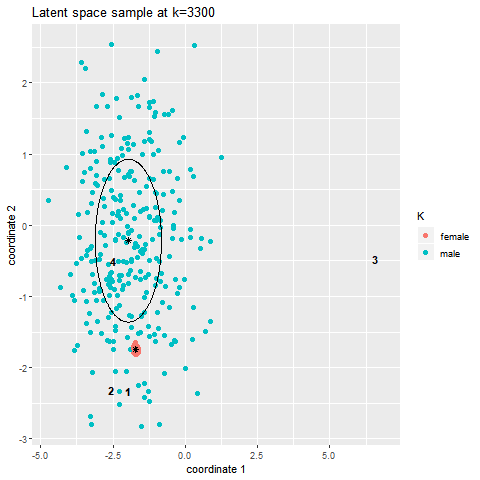 Latent space sample at k=3300
coordinate 2
2
1
0
-1
-2
-3
4
3
2 1
-5.0 -2.5 0.0 2.5 5.0
coordinate 1
K
female
male